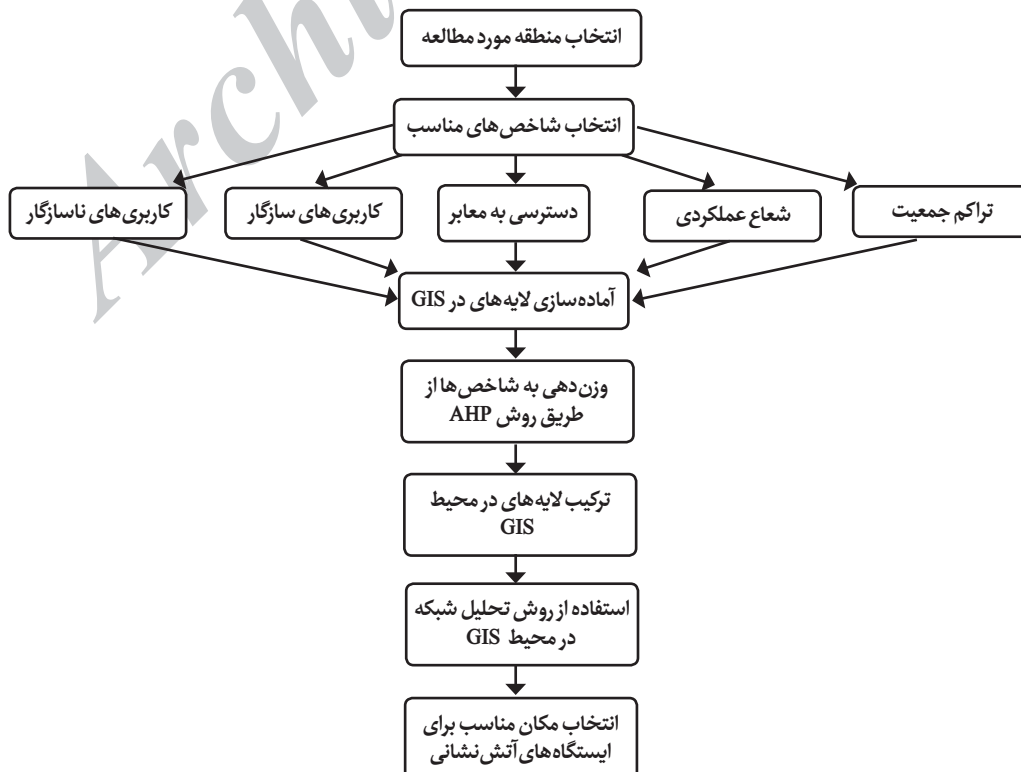 انتخاب منطقه مورد مطالعه
انتخاب شاخص‌های مناسب
تراکم جمعیت
شعاع عملکردی
دسترسی به معابر
کاربری‌های سازگار
کاربری‌های ناسازگار
آماده‌سازی لایه‌های در GIS
وزن‌دهی به شاخص‌ها از
طریق روش AHP
ترکیب لایه‌های در محیط
GIS
استفاده از روش تحلیل شبکه
در محیط GIS
انتخاب مکان مناسب برای
ایستگاه‌های آتش‌نشانی